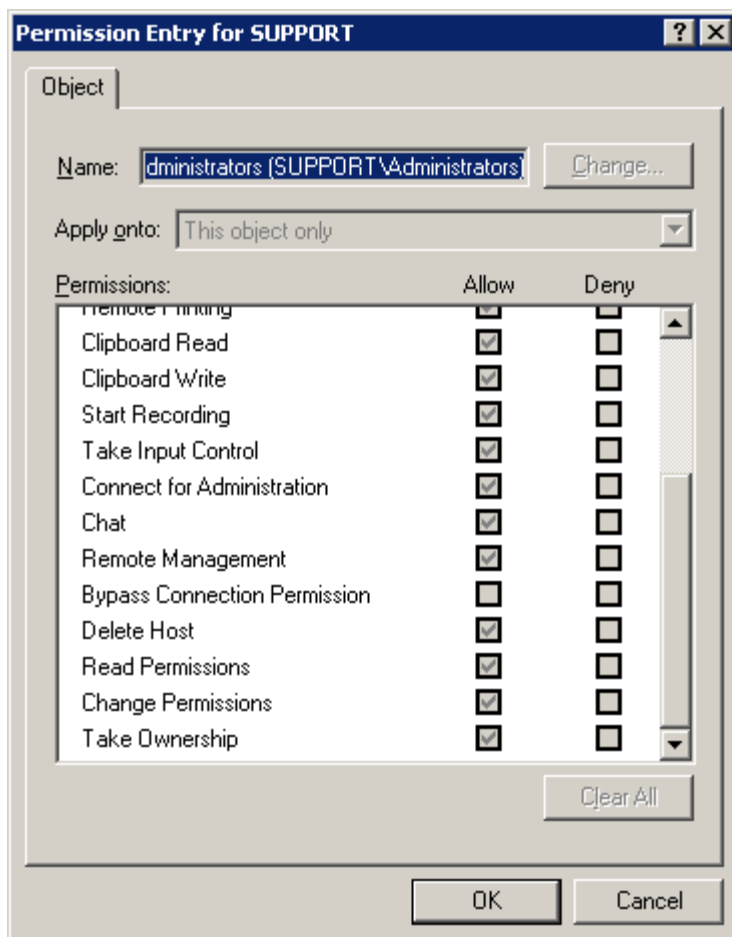 Permission Entry for SUPPORT
Object
Name: dministrators (SUPPORT\Administrators) Change...
Apply onto: This object only
Permissions: Allow Deny
Remote Printing
Clipboard Read
Clipboard Write
Start Recording
Take Input Control
Connect for Administration
Chat
Remote Management
Bypass Connection Permission
Delete Host
Read Permissions
Change Permissions
Take Ownership
Clear All
OK Cancel